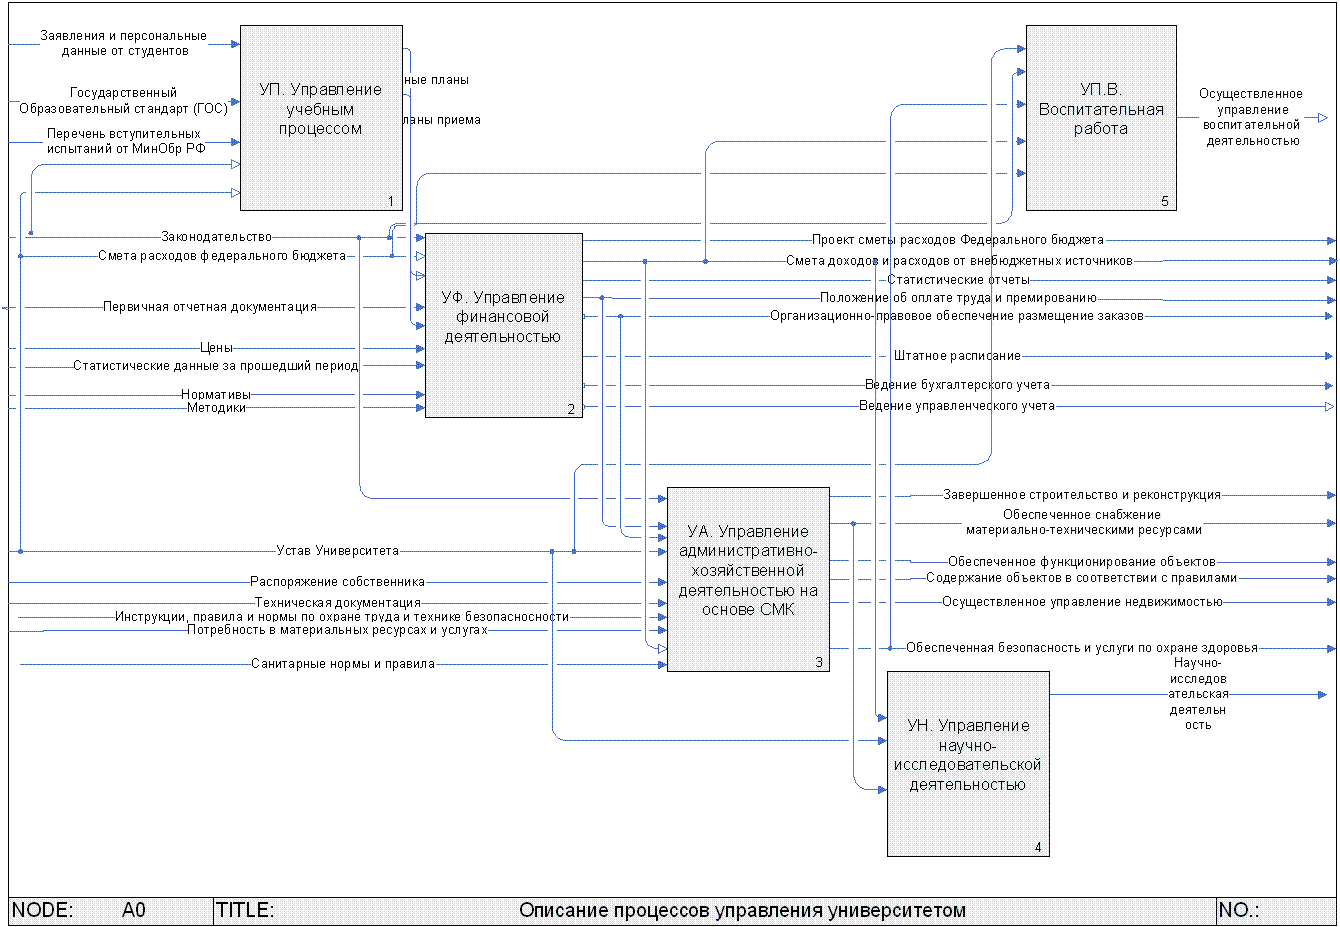 Заявления и персональные
данные от студентов
Государственный
Образовательный стандарт (ГОС)
Перечень вступительных
испытаний от МинОбр РФ
УП. Управление
учебным
процессом
1
ные планы
ланы приема
УП.В.
Воспитательная
работа
5
Осуществленное
управление
воспитательной
деятельностью
Законодательство
Смета расходов федерального бюджета
Первичная отчетная документация
Цены
Статистические данные за прошедший период
Нормативы
Методики
УФ. Управление
финансовой
деятельностью
2
Проект сметы расходов Федерального бюджета
Смета доходов и расходов от внебюджетных источников
Статистические отчеты
Положение об оплате труда и премированию
Организационно-правовое обеспечение размещение заказов
Штатное расписание
Ведение бухгалтерского учета
Ведение управленческого учета
Устав Университета
Распоряжение собственника
Техническая документация
Инструкции, правила и нормы по охране труда и технике безопасносности
Потребность в материальных ресурсах и услугах
Санитарные нормы и правила
УА. Управление
административно-
хозяйственной
деятельностью на
основе СМК
3
Завершенное строительство и реконструкция
Обеспеченное снабжение
материально-техническими ресурсами
Обеспеченное функционирование объектов
Содержание объектов в соответствии с правилами
Осуществленное управление недвижимостью
Обеспеченная безопасность и услуги по охране здоровья
УН. Управление
научно-
исследовательской
деятельностью
4
Научно-
исследов
ательская
деятельн
ость
NODE: A0 TITLE: Описание процессов управления университетом NO.: